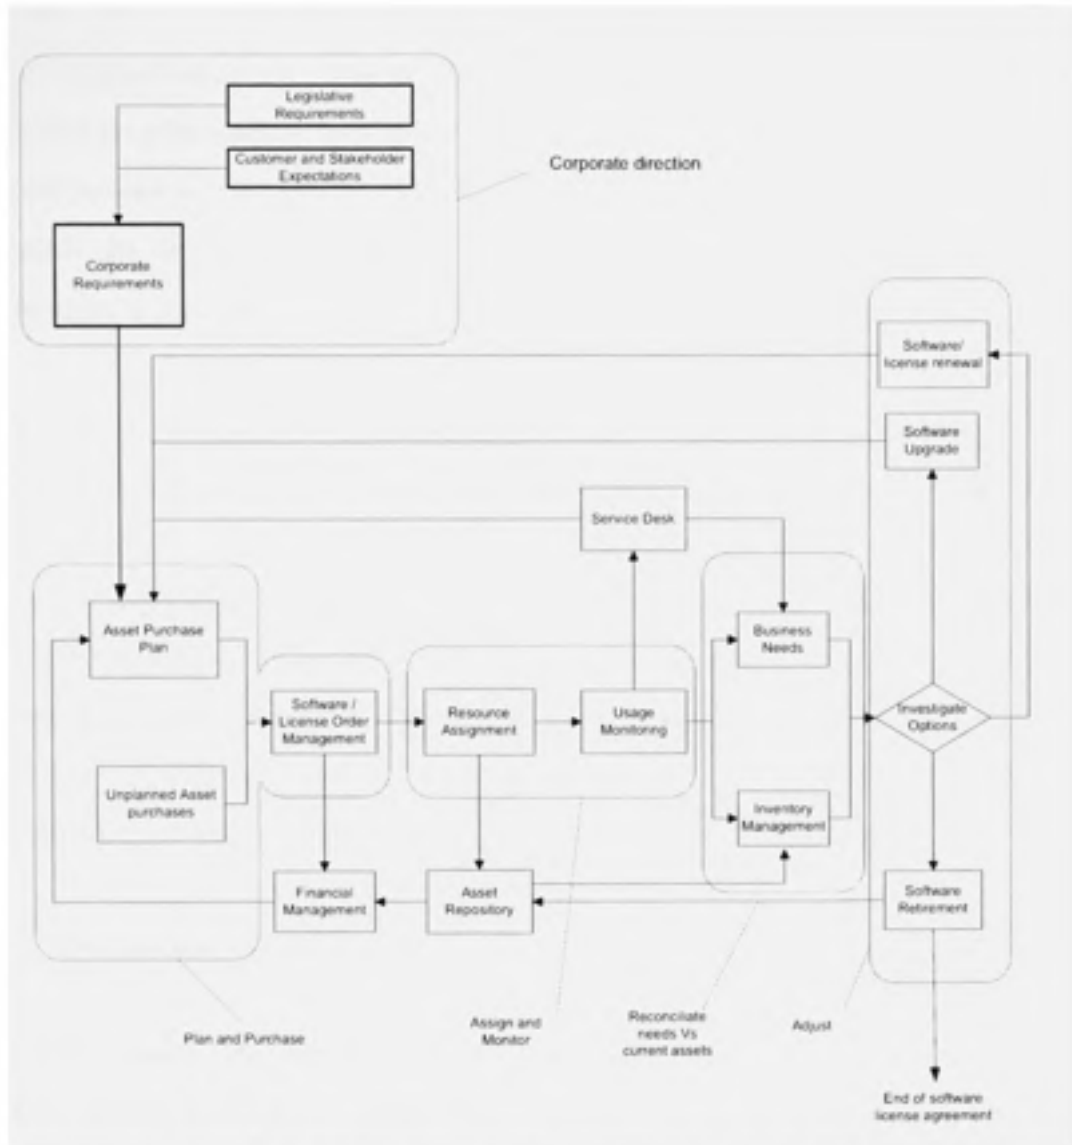 Legislative
Requirements
Customer and Stakeholder
Expectations
Corporate direction
Corporate
Requirements
Software/
license renewal
Software
Upgrade
Service Desk
Asset Purchase
Plan
Business
Needs
Software /
License Order
Management
Resource
Assignment
Usage
Monitoring
Investigate
Options
Unplanned Asset
purchases
Inventory
Management
Financial
Management
Asset
Repository
Software
Retirement
Plan and Purchase
Assign and
Monitor
Reconciliate
needs Vs
current assets
Adjust
End of software
license agreement